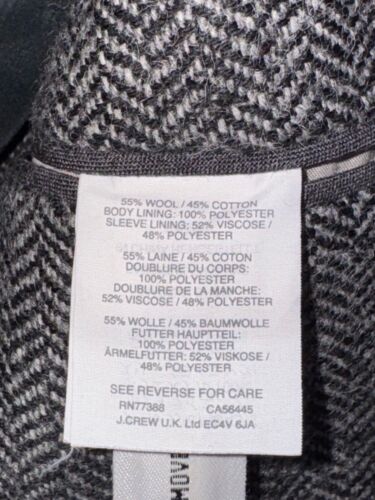 55% WOOL / 45% COTTON
BODY LINING: 100% POLYESTER
SLEEVE LINING: 52% VISCOSE /
48% POLYESTER
55% LAINE / 45% COTON
DOUBLURE DU CORPS:
100% POLYESTER
DOUBLURE DE LA MANCHE:
52% VISCOSE / 48% POLYESTER
55% WOLLE / 45% BAUMWOLLE
FUTTER HAUPTTEIL:
100% POLYESTER
ÄRMELFUTTER: 52% VISKOSE /
48% POLYESTER
SEE REVERSE FOR CARE
RN77388 CA56445
J.CREW U.K. Ltd EC4V 6JA
MOVE